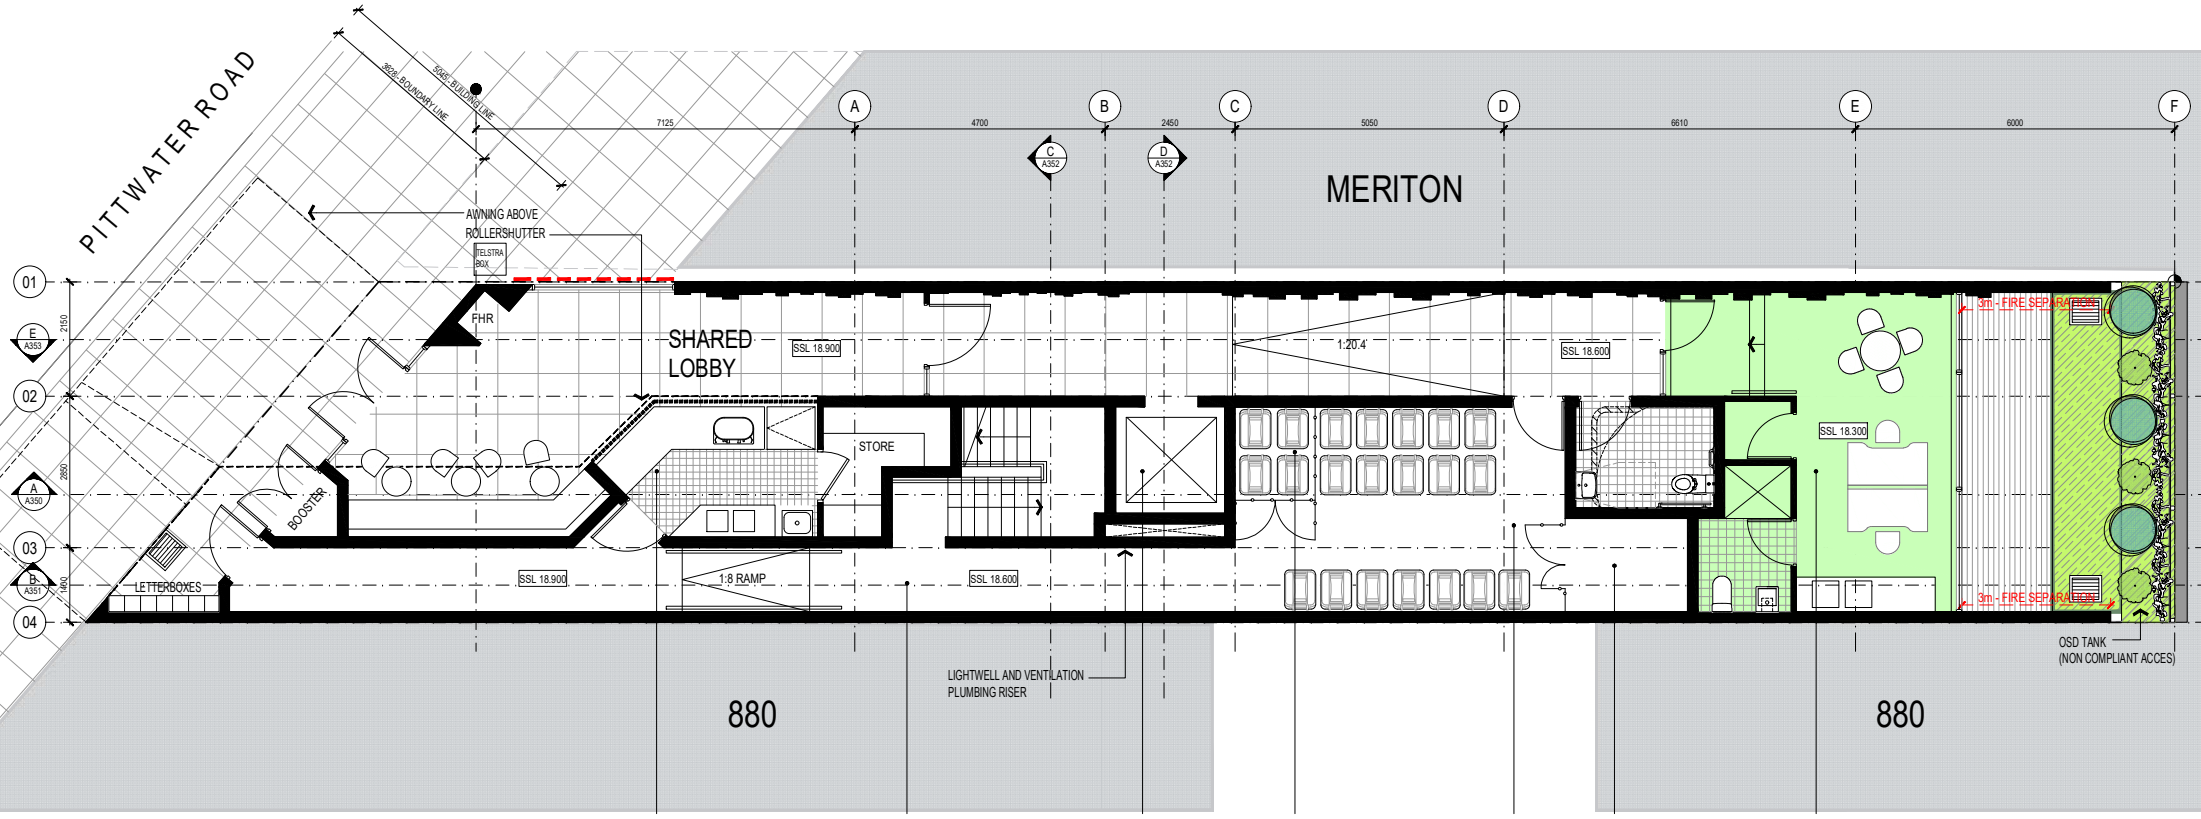 PITTWATER ROAD
5045 - BUILDING LINE
3628 - BOUNDARY LINE
A
B
C
D
E
F
7125
4700
2450
5050
6610
6000
C
A352
D
A352
MERITON
AWNING ABOVE
ROLLERSHUTTER
TELSTRA
BOX
01
2150
E
A353
FHR
SHARED
LOBBY
SSL 18.900
1:20.4
SSL 18.600
3m - FIRE SEPARATION
02
2850
A
A350
STORE
SSL 18.300
BOOSTER
03
1400
B
A351
LETTERBOXES
SSL 18.900
1:8 RAMP
SSL 18.600
3m - FIRE SEPARATION
04
OSD TANK
(NON COMPLIANT ACCES)
LIGHTWELL AND VENTILATION
PLUMBING RISER
880
880